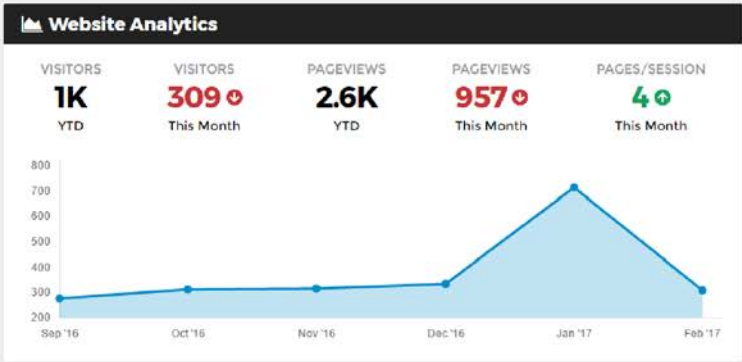 Website Analytics
VISITORS VISITORS PAGEVIEWS PAGEVIEWS PAGES/SESSION
1K 309 2.6K 957 4
YTD This Month YTD This Month This Month
800
700
600
500
400
300
200
Sep '16 Oct '16 Nov '16 Dec '16 Jan '17 Feb '17